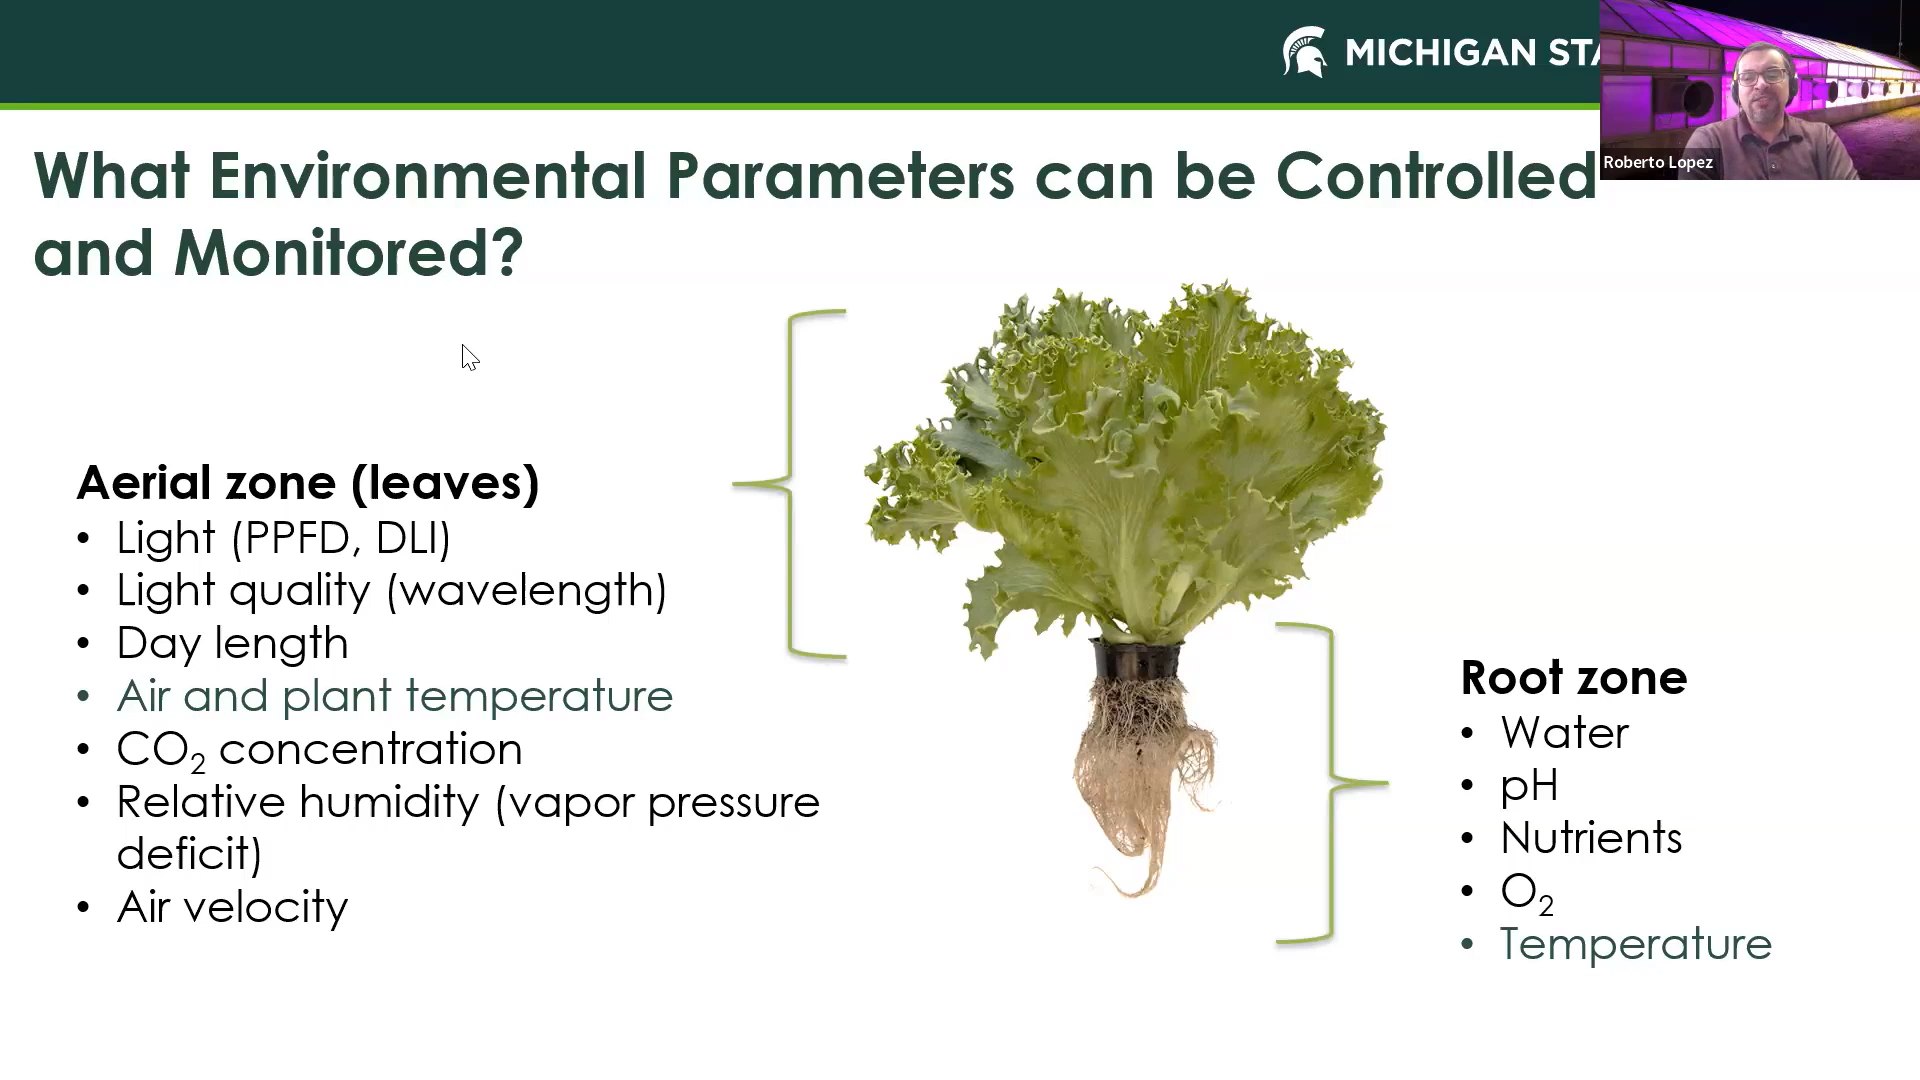 MICHIGAN STA
Roberto Lopez
What Environmental Parameters can be Controlled
and Monitored?
Aerial zone (leaves)
• Light (PPFD, DLI)
• Light quality (wavelength)
• Day length
• Air and plant temperature
• CO₂ concentration
• Relative humidity (vapor pressure
deficit)
• Air velocity
Root zone
• Water
• pH
• Nutrients
• O₂
• Temperature